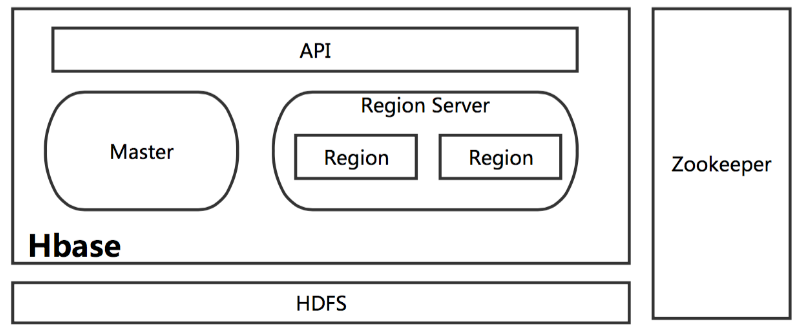 API
Region Server
Master
Region
Region
Zookeeper
Hbase
HDFS